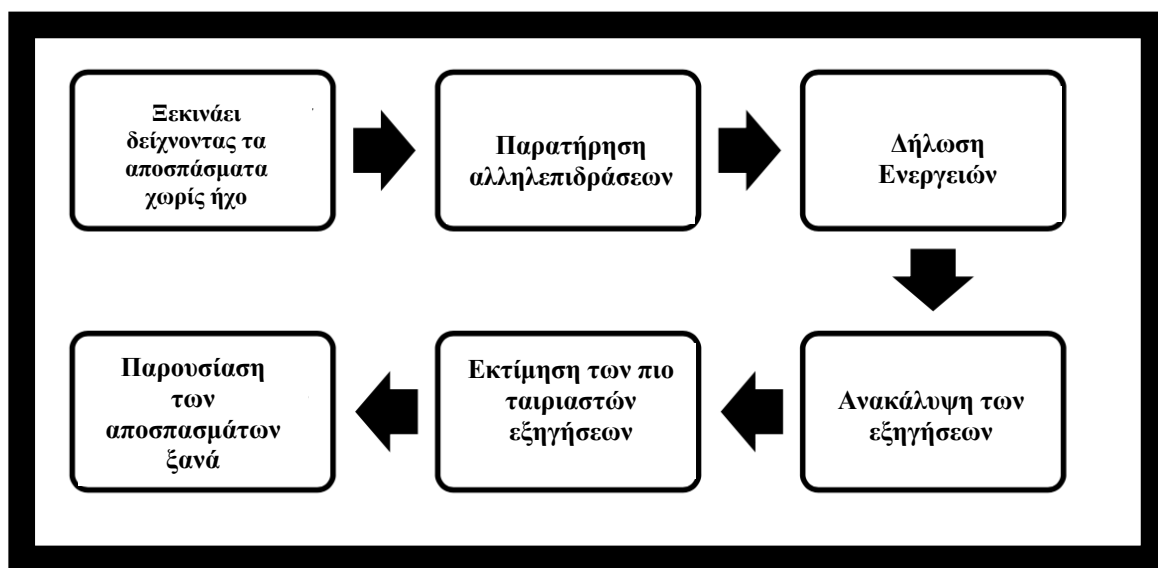 Ξεκινάει
δείχνοντας τα
αποσπάσματα
χωρίς ήχο
Παρατήρηση
αλληλεπιδράσεων
Δήλωση
Ενεργειών
Ανακάλυψη των
εξηγήσεων
Εκτίμηση των πιο
ταιριαστών
εξηγήσεων
Παρουσίαση
των
αποσπασμάτων
ξανά